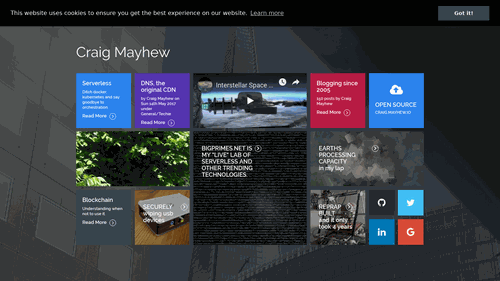 This website uses cookies to ensure you get the best experience on our website. Learn more
Got it!
Craig Mayhew
Serverless
Ditch docker
kubernetes and say
goodbye to
orchestration
Read More
DNS, the
original CDN
by Craig Mayhew on
Sun 14th May 2017
under
General/Techie
Read More
Interstellar Space ...
Blogging since
2005
152 posts by Craig
Mayhew
Read More
OPEN SOURCE
BIGPRIMES.NET IS
MY "LIVE" LAB OF
SERVERLESS AND
OTHER TRENDING
TECHNOLOGIES
EARTHS
PROCESSING
CAPACITY
in my lap
Blockchain
Understanding when
not to use it
Read More
SECURELY
wiping usb
devices
REPRAP
BUILT
and it only
took 4 years
in
G